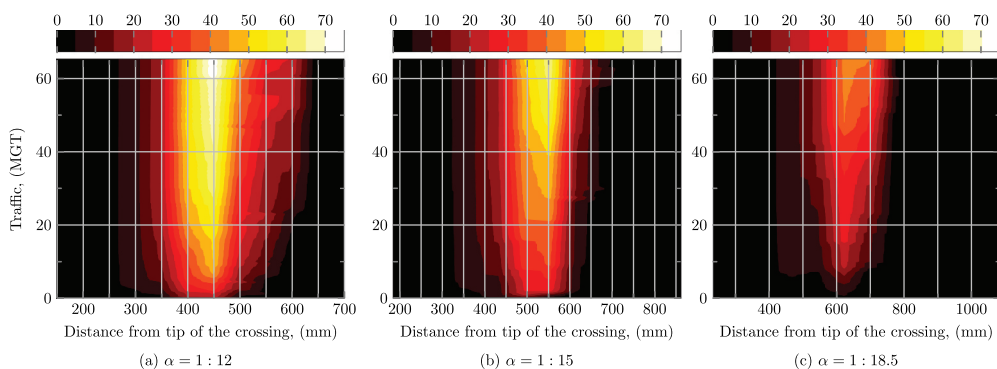 0 10 20 30 40 50 60 70
0 10 20 30 40 50 60 70
0 10 20 30 40 50 60 70
Traffic, (MGT)
60
40
20
0
200 300 400 500 600 700
Distance from tip of the crossing, (mm)
(a) α = 1 : 12
60
40
20
0
200 300 400 500 600 700 800
Distance from tip of the crossing, (mm)
(b) α = 1 : 15
60
40
20
0
400 600 800 1000
Distance from tip of the crossing, (mm)
(c) α = 1 : 18.5